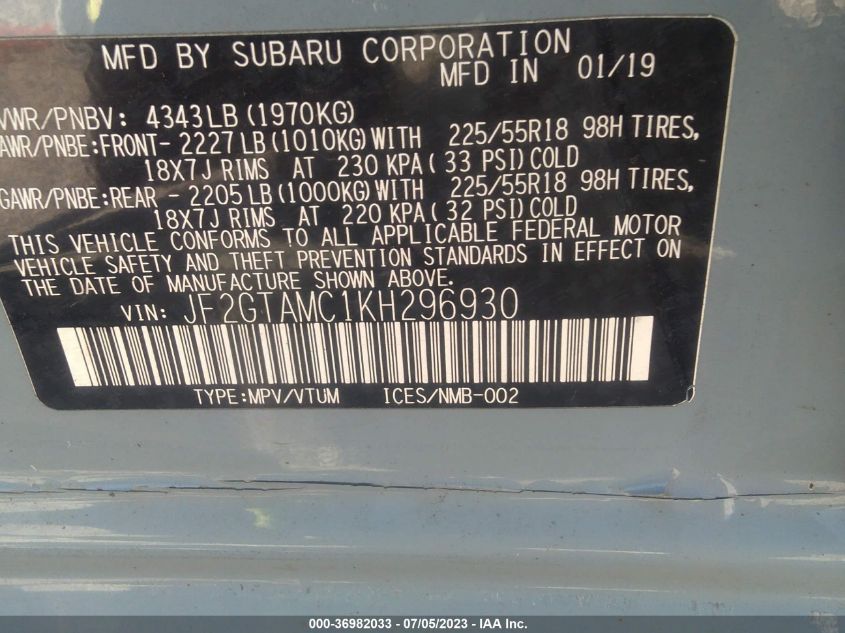 MFD BY SUBARU CORPORATION
MFD IN 01/19
VWR/PNBV: 4343LB (1970KG)
AWR/PNBE:FRONT- 2227 LB (1010KG) WITH 225/55R18 98H TIRES,
18X7J RIMS AT 230 KPA ( 33 PSI) COLD
GAWR/PNBE:REAR - 2205 LB (1000KG) WITH 225/55R18 98H TIRES,
18X7J RIMS AT 220 KPA ( 32 PSI) COLD
THIS VEHICLE CONFORMS TO ALL APPLICABLE FEDERAL MOTOR
VEHICLE SAFETY AND THEFT PREVENTION STANDARDS IN EFFECT ON
THE DATE OF MANUFACTURE SHOWN ABOVE.
VIN: JF2GTAMC1KH296930
TYPE:MPV/VTUM ICES/NMB-002
000-36982033 - 07/05/2023 - IAA Inc.